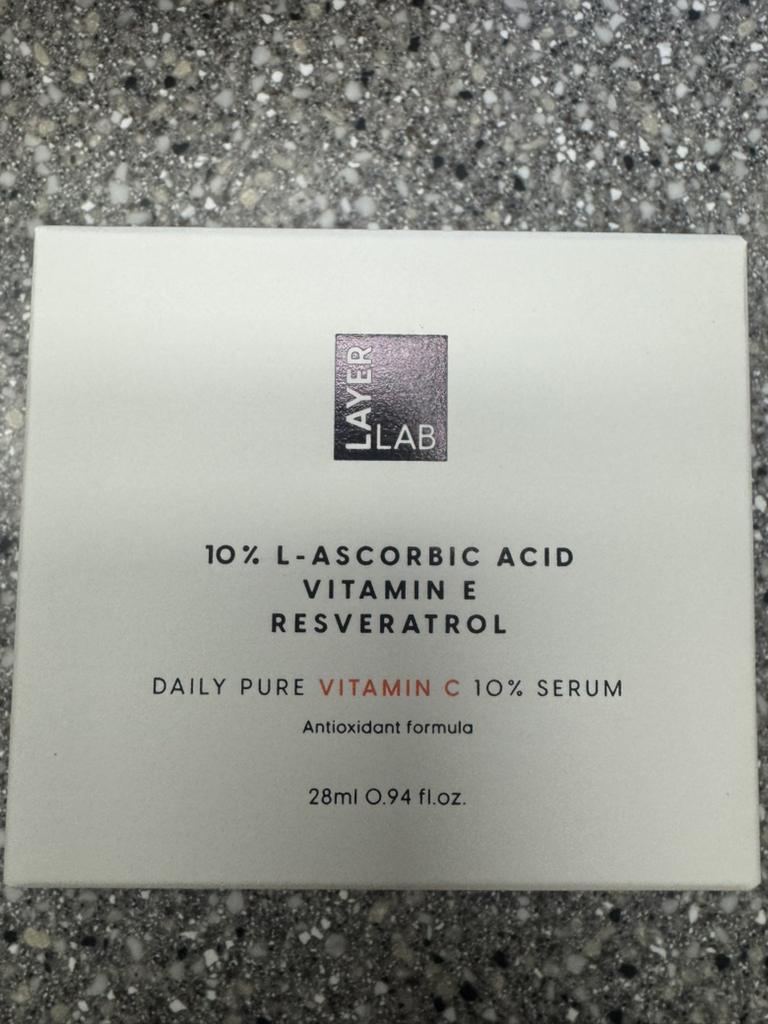 LAYER
LAB
10% L-ASCORBIC ACID
VITAMIN E
RESVERATROL
DAILY PURE VITAMIN C 10% SERUM
Antioxidant formula
28ml 0.94 fl.oz.